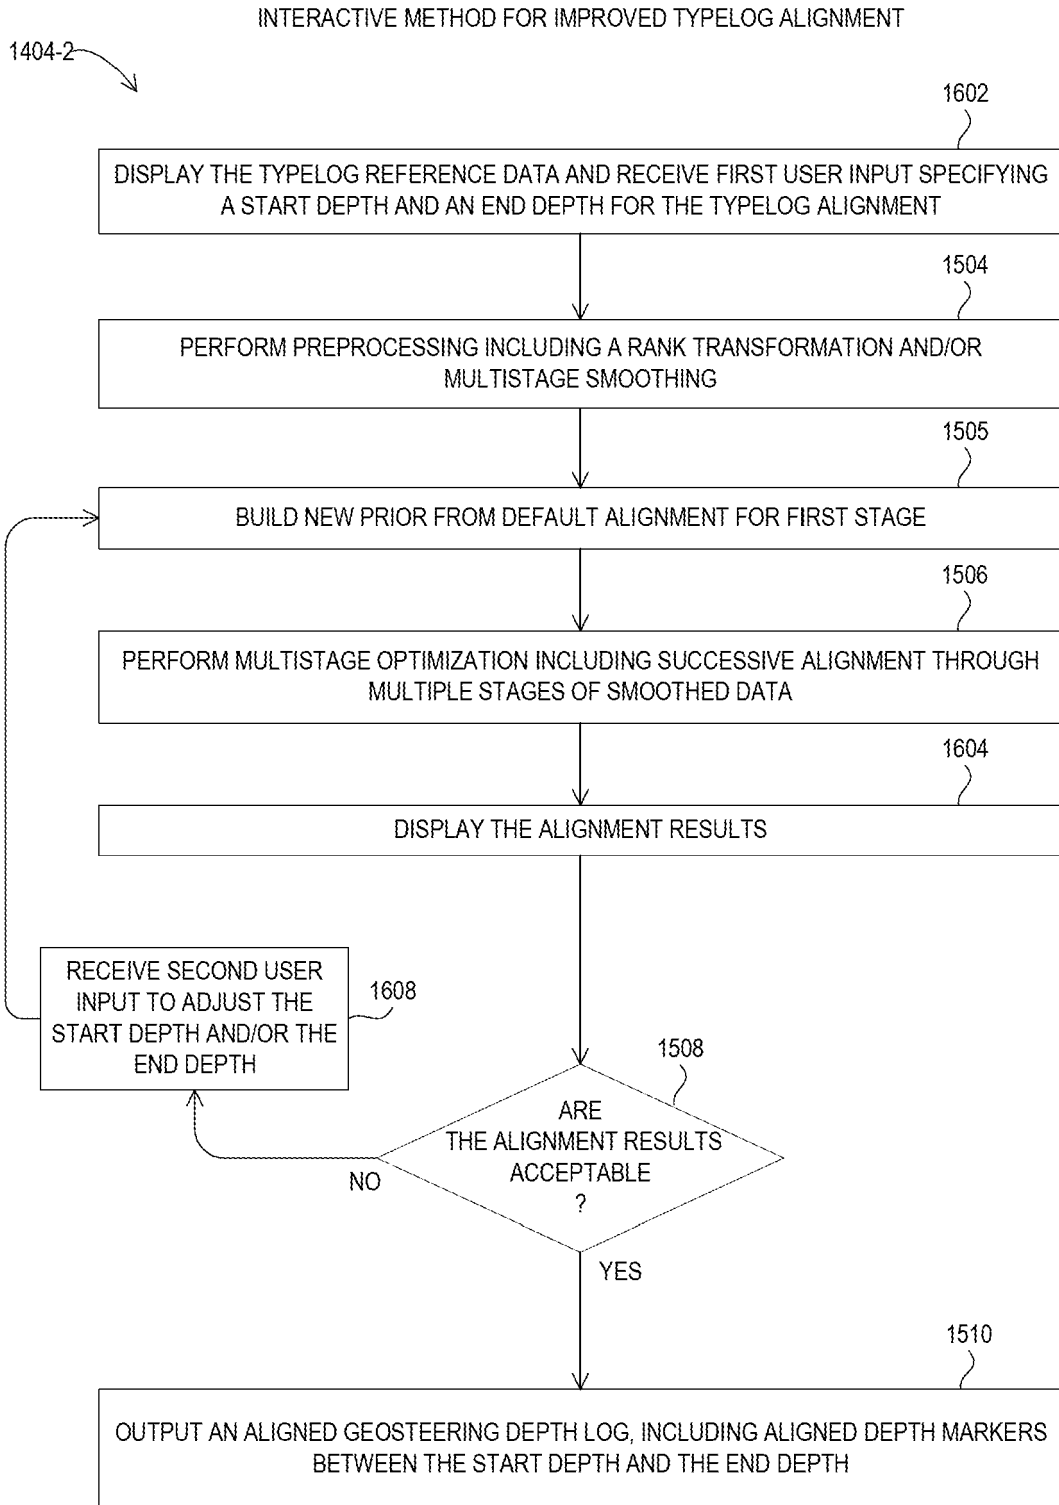 INTERACTIVE METHOD FOR IMPROVED TYPELOG ALIGNMENT
1404-2
1602
DISPLAY THE TYPELOG REFERENCE DATA AND RECEIVE FIRST USER INPUT SPECIFYING
A START DEPTH AND AN END DEPTH FOR THE TYPELOG ALIGNMENT
1504
PERFORM PREPROCESSING INCLUDING A RANK TRANSFORMATION AND/OR
MULTISTAGE SMOOTHING
1505
BUILD NEW PRIOR FROM DEFAULT ALIGNMENT FOR FIRST STAGE
1506
PERFORM MULTISTAGE OPTIMIZATION INCLUDING SUCCESSIVE ALIGNMENT THROUGH
MULTIPLE STAGES OF SMOOTHED DATA
1604
DISPLAY THE ALIGNMENT RESULTS
RECEIVE SECOND USER
INPUT TO ADJUST THE
START DEPTH AND/OR THE
END DEPTH
1608
1508
ARE
THE ALIGNMENT RESULTS
ACCEPTABLE
?
NO
YES
1510
OUTPUT AN ALIGNED GEOSTEERING DEPTH LOG, INCLUDING ALIGNED DEPTH MARKERS
BETWEEN THE START DEPTH AND THE END DEPTH